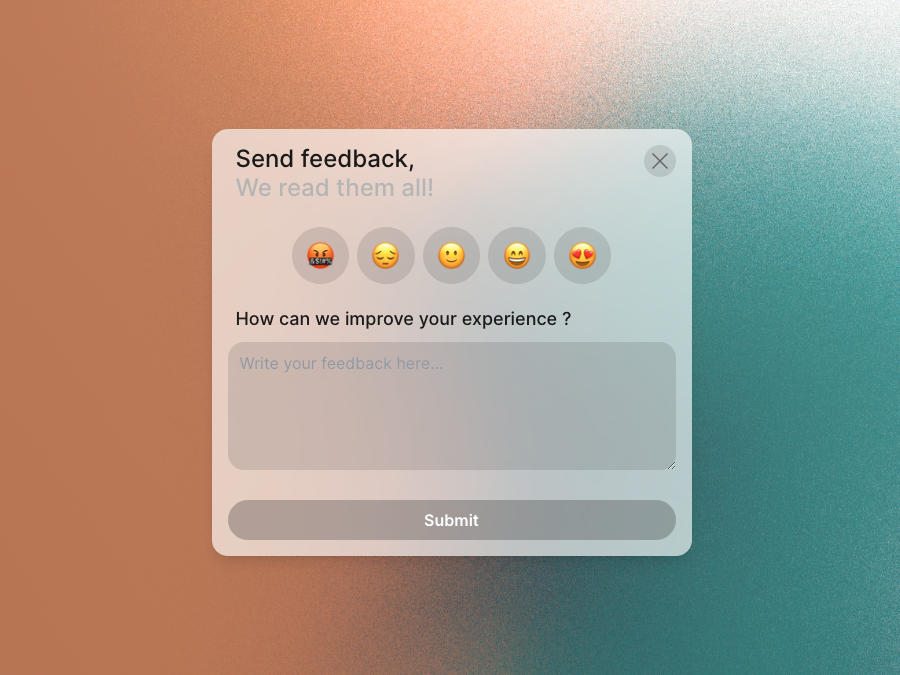 Send feedback,
We read them all!
How can we improve your experience ?
Write your feedback here...
Submit